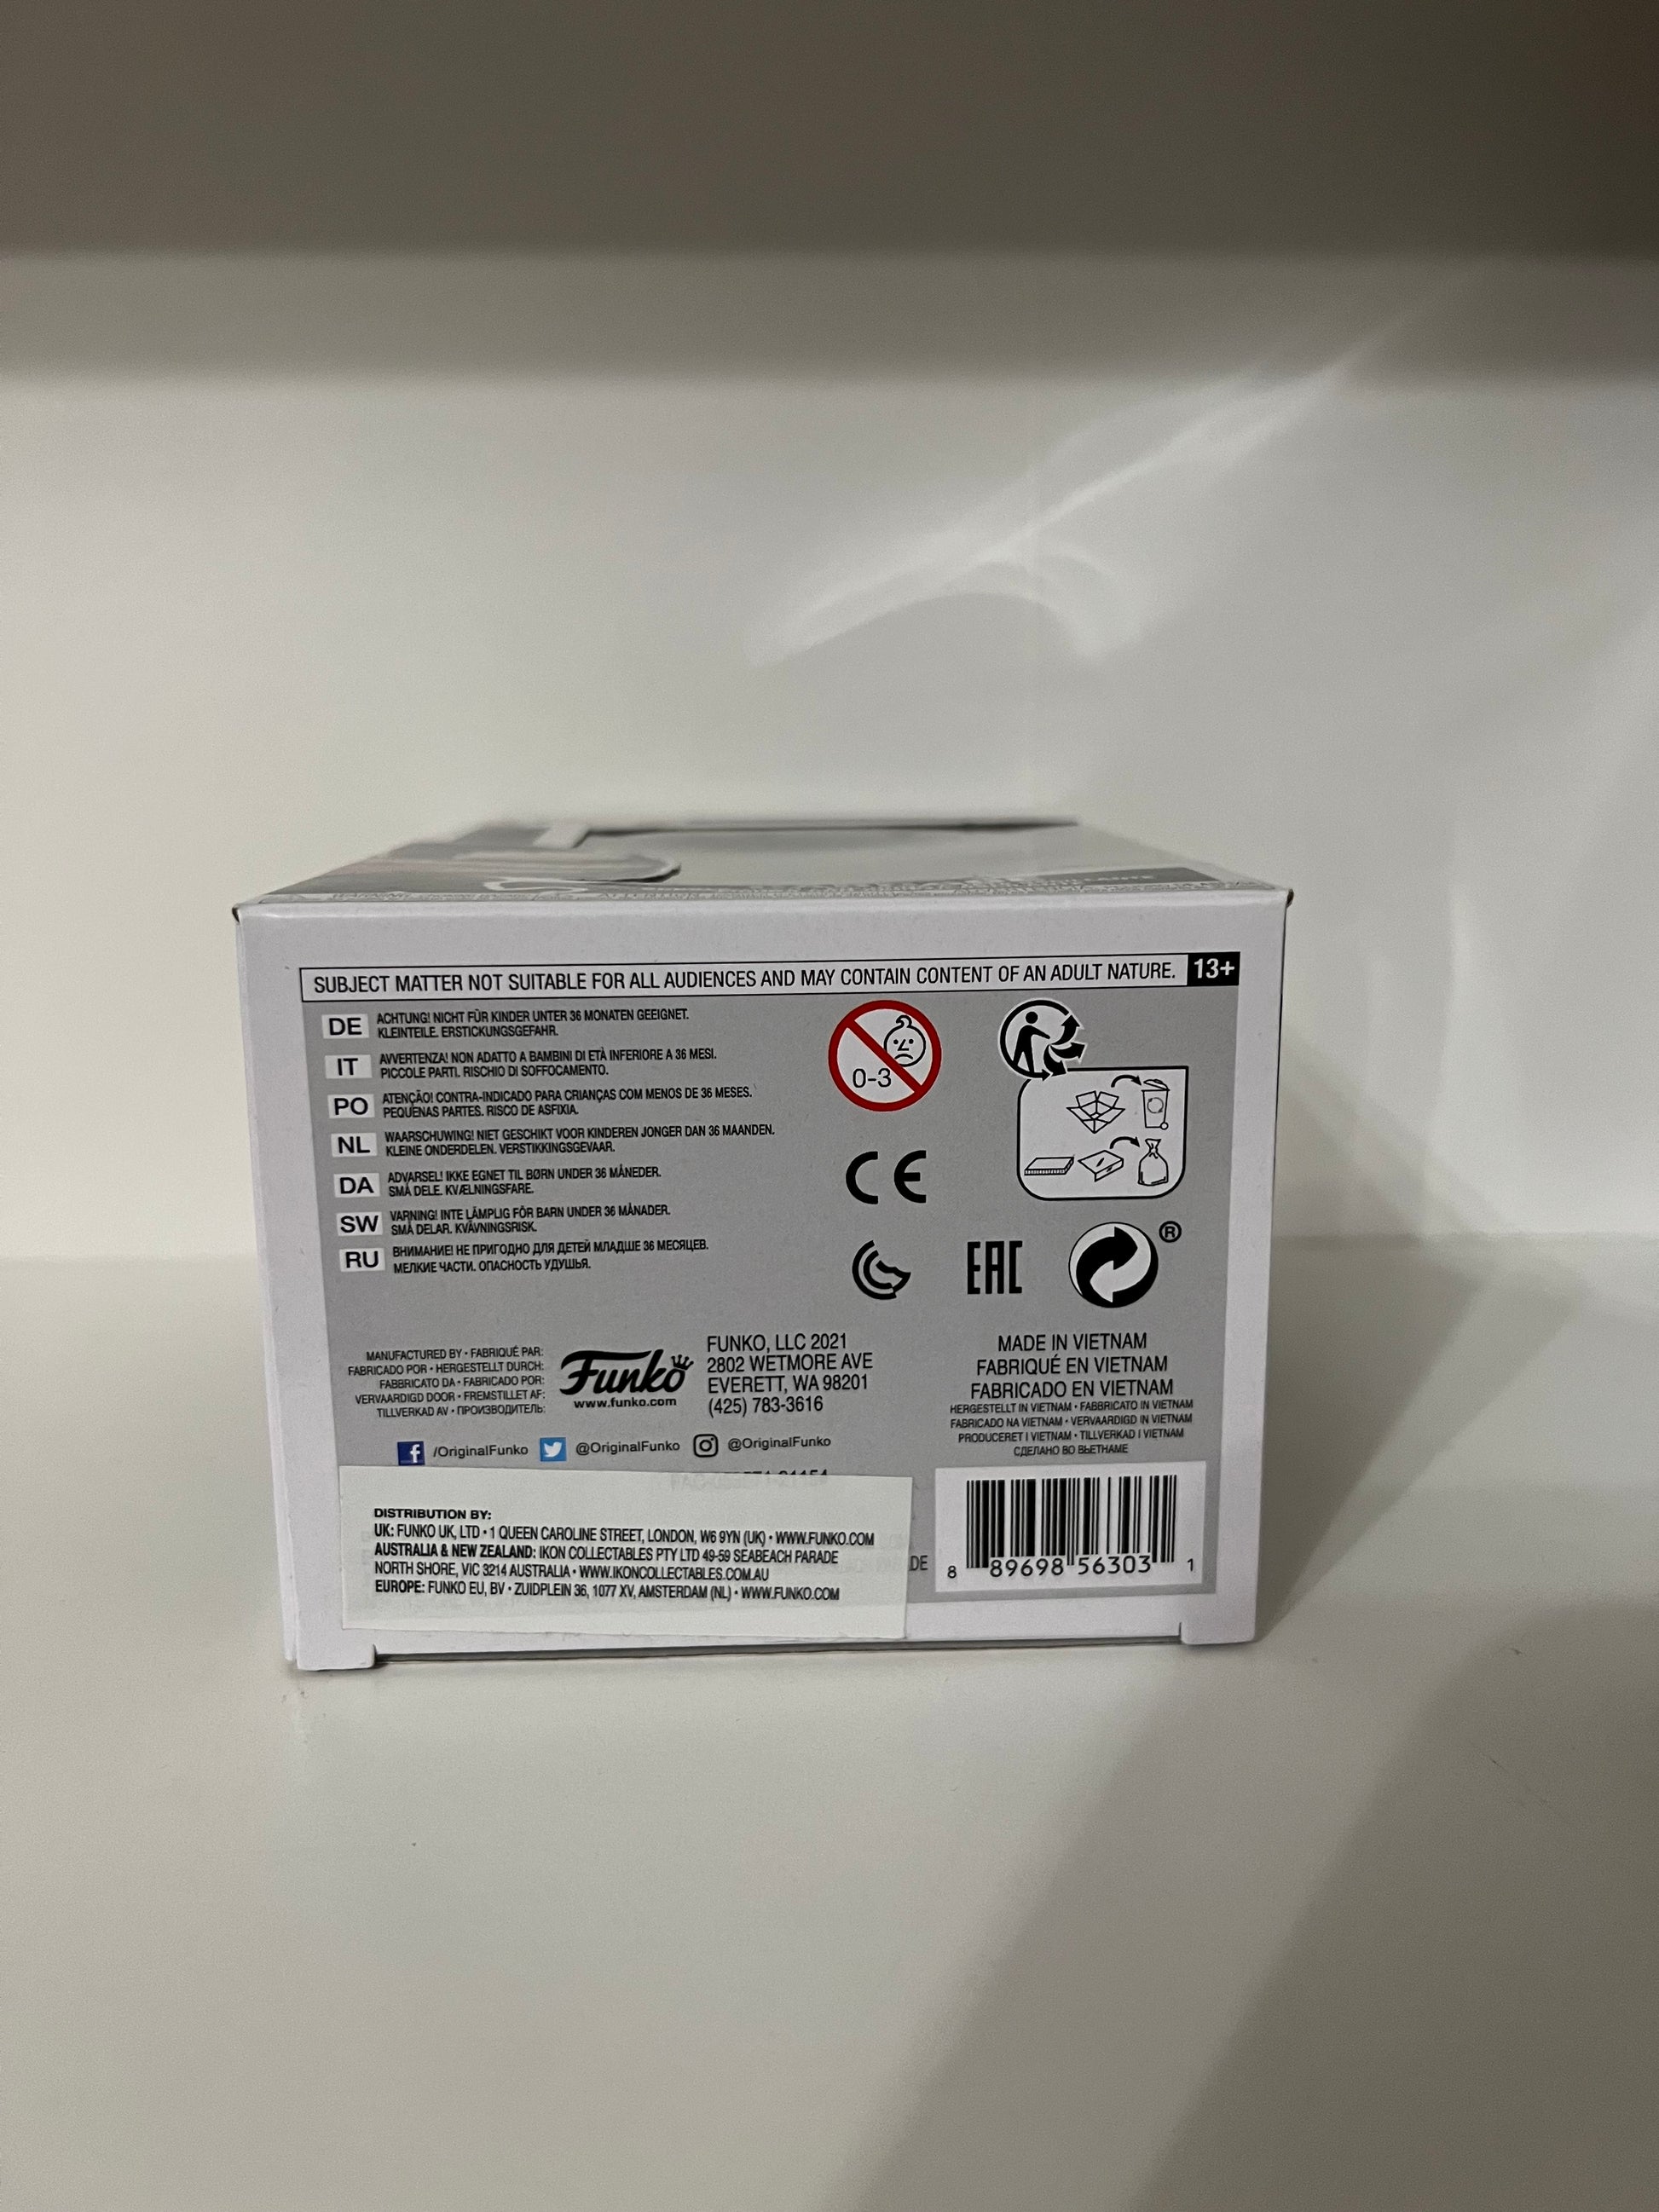 SUBJECT MATTER NOT SUITABLE FOR ALL AUDIENCES AND MAY CONTAIN CONTENT OF AN ADULT NATURE. 13+
DE ACHTUNG! NICHT FÜR KINDER UNTER 36 MONATEN GEEIGNET.
KLEINTEILE. ERSTICKUNGSGEFAHR.
IT AVVERTENZA! NON ADATTO A BAMBINI DI ETÀ INFERIORE A 36 MESI.
PICCOLE PARTI. RISCHIO DI SOFFOCAMENTO.
PO ATENÇÃO! CONTRA-INDICADO PARA CRIANÇAS COM MENOS DE 36 MESES.
PEQUENAS PARTES. RISCO DE ASFIXIA.
NL WAARSCHUWING! NIET GESCHIKT VOOR KINDEREN JONGER DAN 36 MAANDEN.
KLEINE ONDERDELEN. VERSTIKKINGSGEVAAR.
DA ADVARSEL! IKKE EGNET TIL BØRN UNDER 36 MÅNEDER.
SMÅ DELE. KVÆLNINGSFARE.
SW VARNING! INTE LÄMPLIG FÖR BARN UNDER 36 MÅNADER.
SMÅ DELAR. KVÄVNINGSRISK.
RU ВНИМАНИЕ! НЕ ПРИГОДНО ДЛЯ ДЕТЕЙ МЛАДШЕ 36 МЕСЯЦЕВ.
МЕЛКИЕ ЧАСТИ. ОПАСНОСТЬ УДУШЬЯ.
0-3
CE
EAC
®
MANUFACTURED BY • FABRIQUÉ PAR:
FABRICADO POR • HERGESTELLT DURCH:
FABBRICATO DA • FABRICADO POR:
VERVAARDIGD DOOR • FREMSTILLET AF:
TILLVERKAD AV • ПРОИЗВОДИТЕЛЬ:
Funko
www.funko.com
FUNKO, LLC 2021
2802 WETMORE AVE
EVERETT, WA 98201
(425) 783-3616
MADE IN VIETNAM
FABRIQUÉ EN VIETNAM
FABRICADO EN VIETNAM
HERGESTELLT IN VIETNAM • FABBRICATO IN VIETNAM
FABRICADO NA VIETNAM • VERVAARDIGD IN VIETNAM
PRODUCERET I VIETNAM • TILLVERKAD I VIETNAM
СДЕЛАНО ВО ВЬЕТНАМЕ
f /OriginalFunko @OriginalFunko @OriginalFunko
DISTRIBUTION BY:
UK: FUNKO UK, LTD • 1 QUEEN CAROLINE STREET, LONDON, W6 9YN (UK) • WWW.FUNKO.COM
AUSTRALIA & NEW ZEALAND: IKON COLLECTABLES PTY LTD 49-59 SEABEACH PARADE
NORTH SHORE, VIC 3214 AUSTRALIA • WWW.IKONCOLLECTABLES.COM.AU
EUROPE: FUNKO EU, BV • ZUIDPLEIN 36, 1077 XV, AMSTERDAM (NL) • WWW.FUNKO.COM
DE
8 89698 56303 1